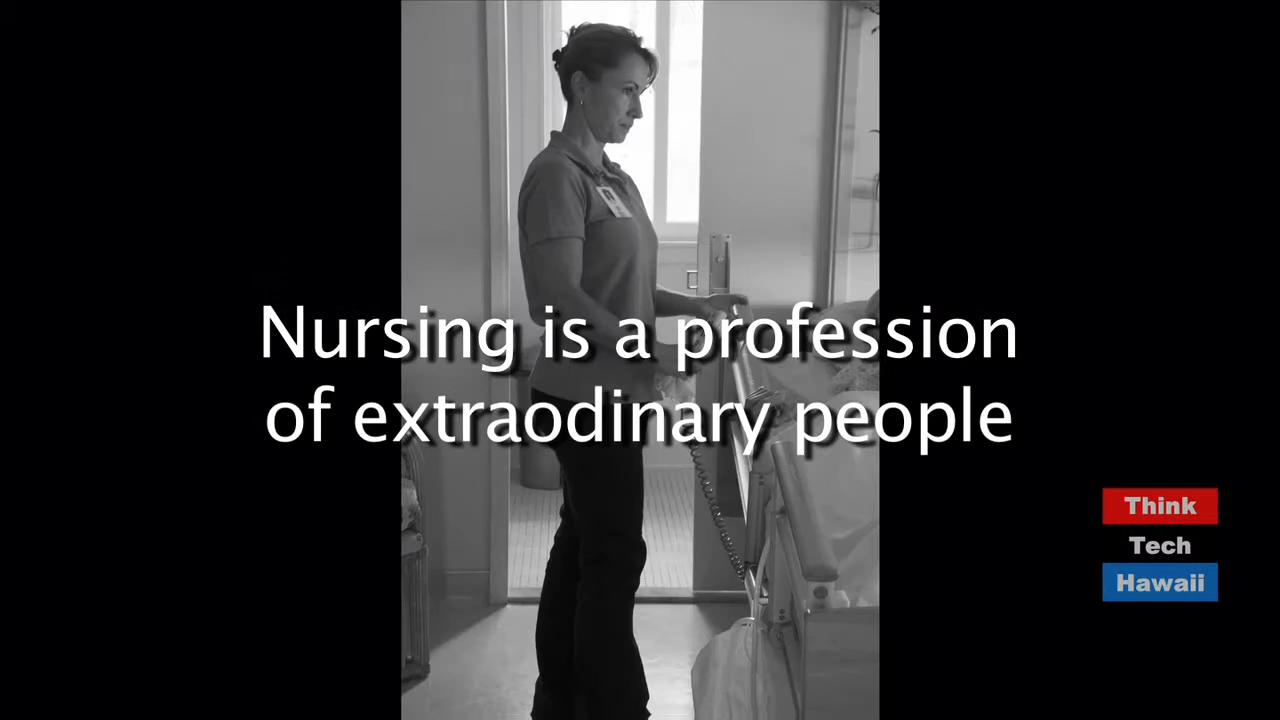 Nursing is a profession
of extraodinary people
Think
Tech
Hawaii